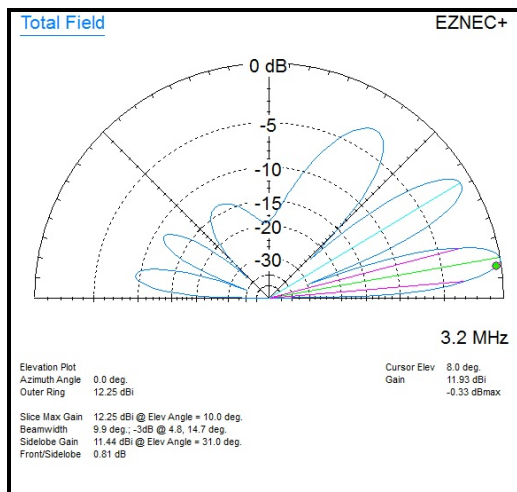 Total Field
EZNEC+
0 dB
-5
-10
-15
-20
-30
3.2 MHz
Elevation Plot
Azimuth Angle 0.0 deg.
Outer Ring 12.25 dBi
Cursor Elev 8.0 deg.
Gain 11.93 dBi
-0.33 dBmax
Slice Max Gain 12.25 dBi @ Elev Angle = 10.0 deg.
Beamwidth 9.9 deg.; -3dB @ 4.8, 14.7 deg.
Sidelobe Gain 11.44 dBi @ Elev Angle = 31.0 deg.
Front/Sidelobe 0.81 dB